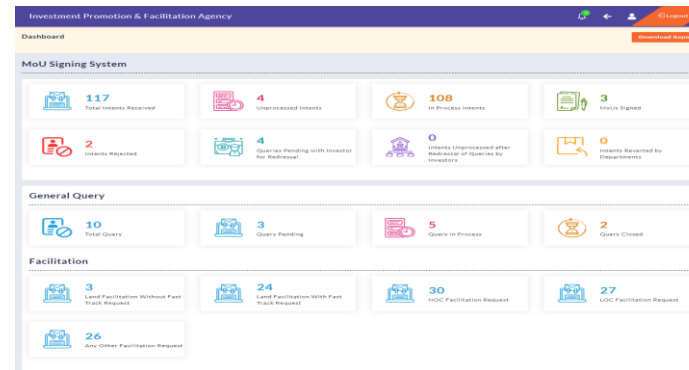 Investment Promotion & Facilitation Agency
Logout
Dashboard
Download Repo
MoU Signing System
117
Total Intents Received
4
Unprocessed Intents
108
In Process Intents
3
MoUs Signed
2
Intents Rejected
4
Queries Pending with Investor
for Redressal
0
Intents Unprocessed after
Redressal of Queries by
Investors
0
Intents Reverted by
Departments
General Query
10
Total Query
3
Query Pending
5
Query in Process
2
Query Closed
Facilitation
3
Land Facilitation Without Fast
Track Request
24
Land Facilitation With Fast
Track Request
30
NOC Facilitation Request
27
LOC Facilitation Request
26
Any Other Facilitation Request